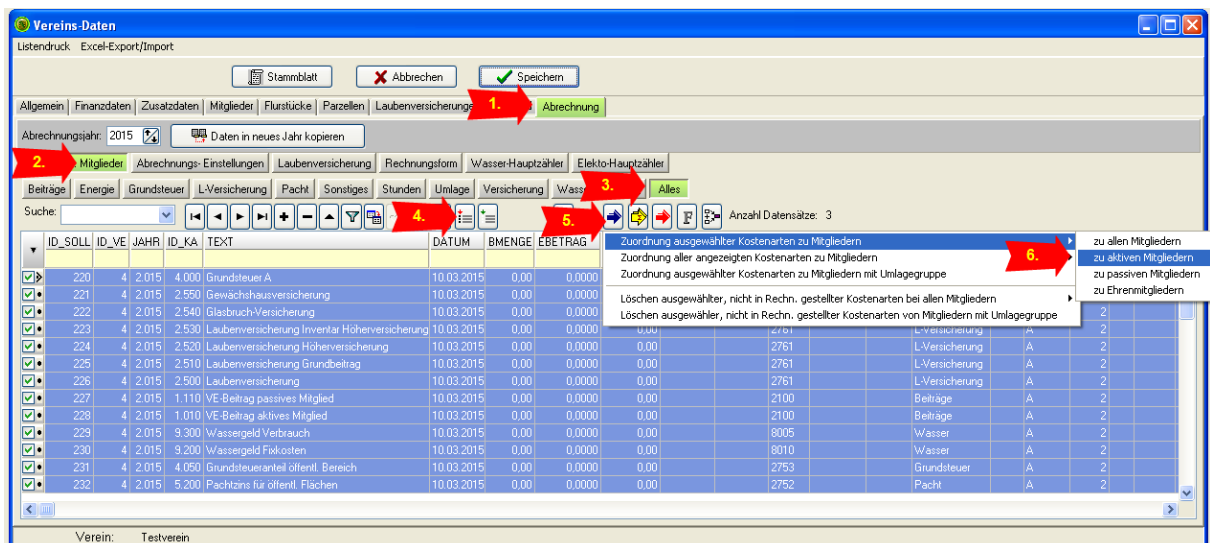 Vereins-Daten
Listendruck Excel-Export/Import
Stammblatt Abbrechen Speichern
Allgemein Finanzdaten Zusatzdaten Mitglieder Flurstücke Parzellen Laubenversicherunge 1. Abrechnung
Abrechnungsjahr: 2015 Daten in neues Jahr kopieren
2. Mitglieder Abrechnungs- Einstellungen Laubenversicherung Rechnungsform Wasser-Hauptzähler Elekto-Hauptzähler
Beiträge Energie Grundsteuer L-Versicherung Pacht Sonstiges Stunden Umlage Versicherung Wass 3. Alles
Suche: 4. 5. F Anzahl Datensätze: 3
ID_SOLL ID_VE JAHR ID_KA TEXT DATUM BMENGE EBETRAG
Zuordnung ausgewählter Kostenarten zu Mitgliedern
Zuordnung aller angezeigten Kostenarten zu Mitgliedern
Zuordnung ausgewählter Kostenarten zu Mitgliedern mit Umlagegruppe
Löschen ausgewählter, nicht in Rechn. gestellter Kostenarten bei allen Mitgliedern
Löschen ausgewähler, nicht in Rechn. gestellter Kostenarten von Mitgliedern mit Umlagegruppe
6.
zu allen Mitgliedern
zu aktiven Mitgliedern
zu passiven Mitgliedern
zu Ehrenmitgliedern
220 4 2.015 4.000 Grundsteuer A 10.03.2015 0,00 0,0000
221 4 2.015 2.550 Gewächshausversicherung 10.03.2015 0,00 0,0000
222 4 2.015 2.540 Glasbruch-Versicherung 10.03.2015 0,00 0,0000 2
223 4 2.015 2.530 Laubenversicherung Inventar Höherversicherung 10.03.2015 0,00 0,0000 0,00 2761 L-Versicherung A 2
224 4 2.015 2.520 Laubenversicherung Höherversicherung 10.03.2015 0,00 0,0000 0,00 2761 L-Versicherung A 2
225 4 2.015 2.510 Laubenversicherung Grundbeitrag 10.03.2015 0,00 0,0000 0,00 2761 L-Versicherung A 2
226 4 2.015 2.500 Laubenversicherung 10.03.2015 0,00 0,0000 0,00 2761 L-Versicherung A 2
227 4 2.015 1.110 VE-Beitrag passives Mitglied 10.03.2015 0,00 0,0000 0,00 2100 Beiträge A 2
228 4 2.015 1.010 VE-Beitrag aktives Mitglied 10.03.2015 0,00 0,0000 0,00 2100 Beiträge A 2
229 4 2.015 9.300 Wassergeld Verbrauch 10.03.2015 0,00 0,0000 0,00 8005 Wasser A 2
230 4 2.015 9.200 Wassergeld Fixkosten 10.03.2015 0,00 0,0000 0,00 8010 Wasser A 2
231 4 2.015 4.050 Grundsteueranteil öffentl. Bereich 10.03.2015 0,00 0,0000 0,00 2753 Grundsteuer A 2
232 4 2.015 5.200 Pachtzins für öffentl. Flächen 10.03.2015 0,00 0,0000 0,00 2752 Pacht A 2
Verein: Testverein